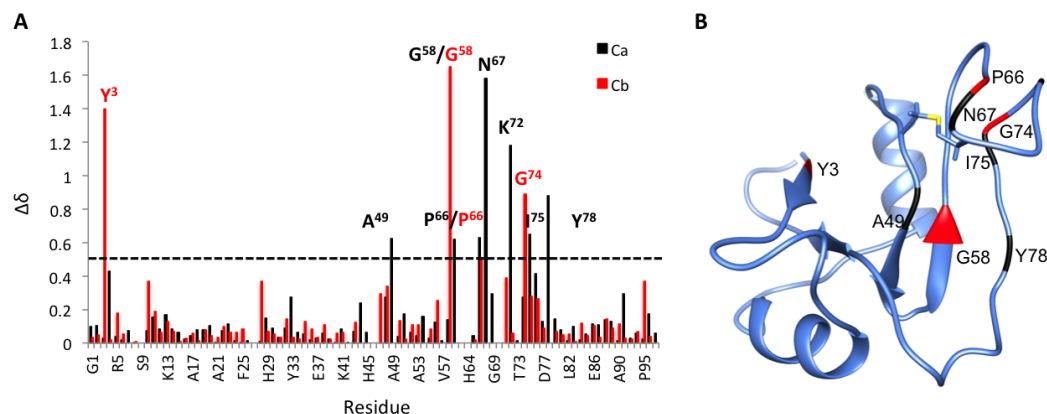 A
B
1.8
1.6
1.4
1.2
1
0.8
0.6
0.4
0.2
0
Δδ
Y3
G58/G58
N67
K72
G74
A49
P66/P66
I75
Y78
Ca
Cb
G1 R5 S9 K13 A17 A21 F25 H29 Y33 E37 K41 H45 A49 A53 V57 H64 G69 T73 D77 L82 E86 A90 P95
Residue
P66
N67
G74
I75
Y3
A49
G58
Y78